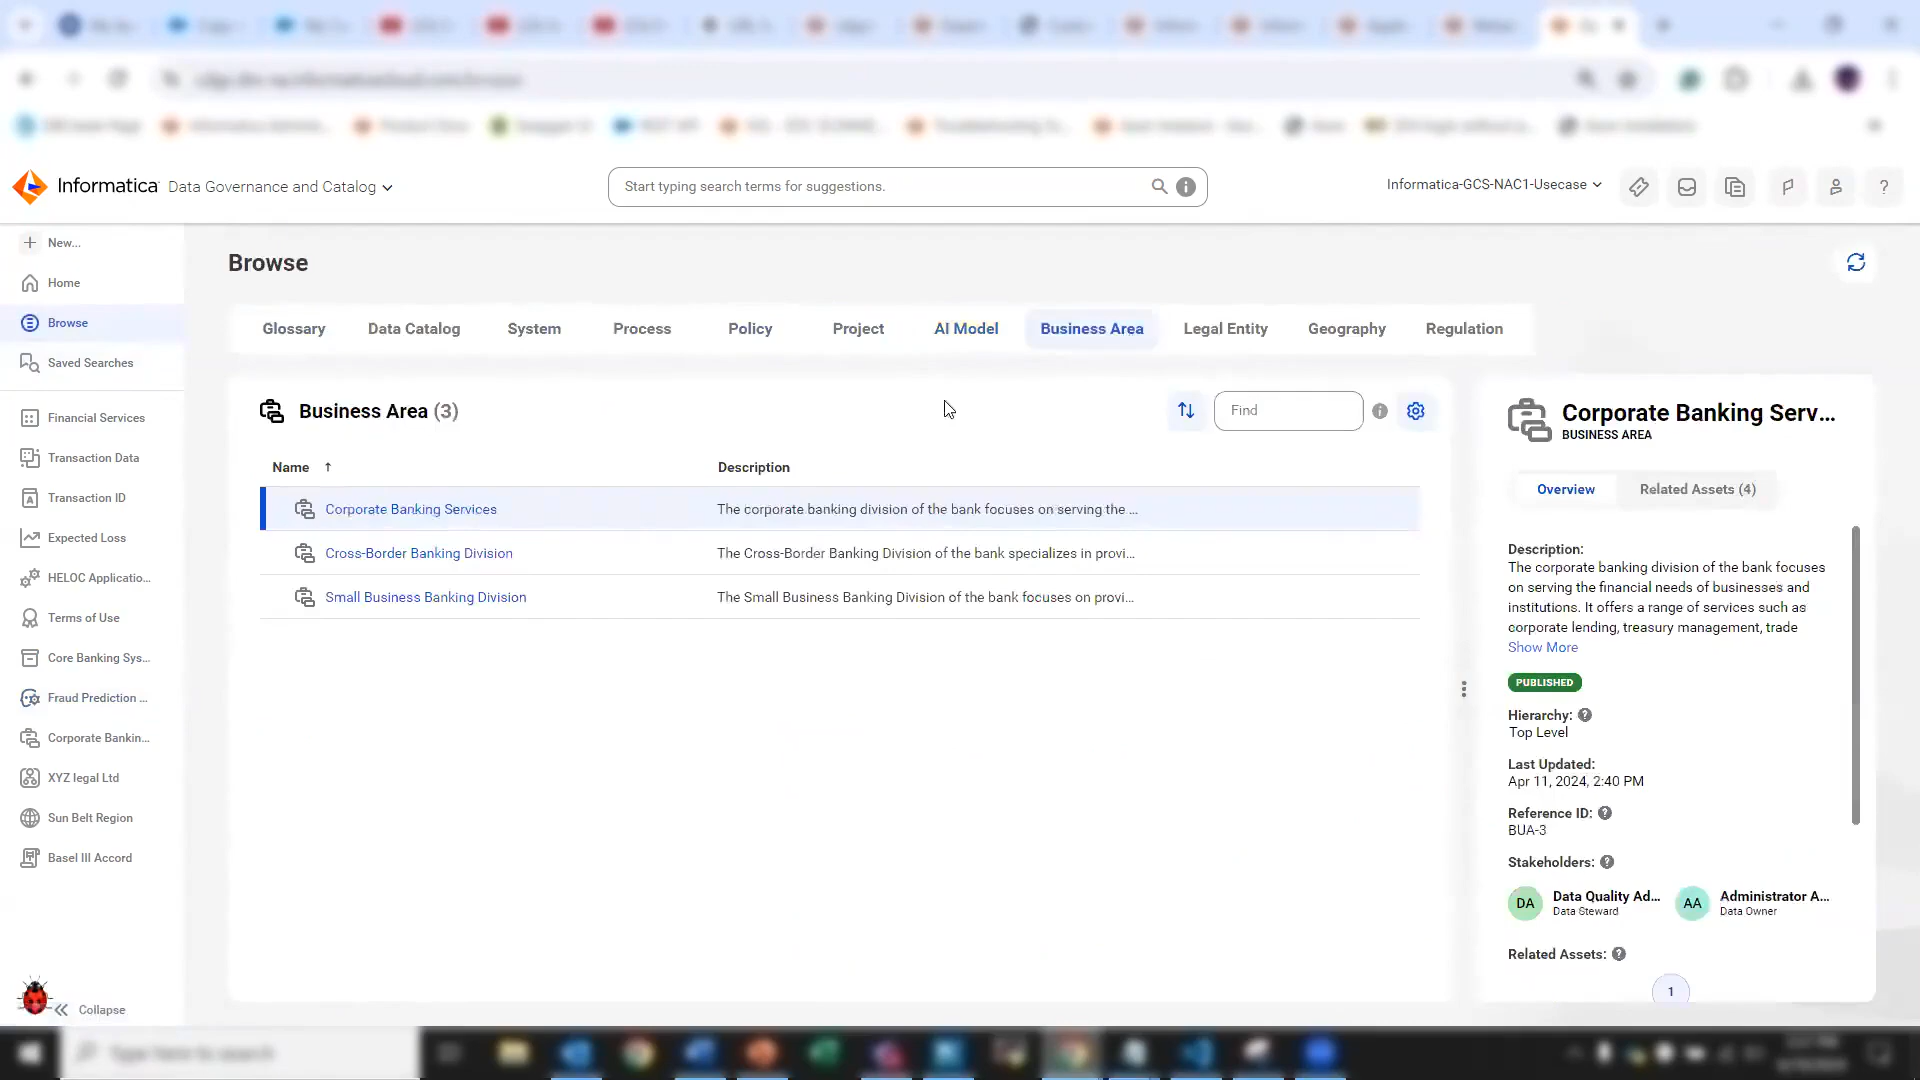 Informatica Data Governance and Catalog
Start typing search terms for suggestions.
Informatica-GCS-NAC1-Usecase
?
New...
Home
Browse
Saved Searches
Financial Services
Transaction Data
Transaction ID
Expected Loss
HELOC Applicatio...
Terms of Use
Core Banking Sys...
Fraud Prediction ...
Corporate Bankin...
XYZ legal Ltd
Sun Belt Region
Basel III Accord
Collapse
Browse
Glossary Data Catalog System Process Policy Project AI Model Business Area Legal Entity Geography Regulation
Business Area (3)
Find
Name Description
Corporate Banking Services The corporate banking division of the bank focuses on serving the ...
Cross-Border Banking Division The Cross-Border Banking Division of the bank specializes in provi...
Small Business Banking Division The Small Business Banking Division of the bank focuses on provi...
Corporate Banking Serv...
BUSINESS AREA
Overview Related Assets (4)
Description:
The corporate banking division of the bank focuses
on serving the financial needs of businesses and
institutions. It offers a range of services such as
corporate lending, treasury management, trade
Show More
PUBLISHED
Hierarchy: ?
Top Level
Last Updated:
Apr 11, 2024, 2:40 PM
Reference ID: ?
BUA-3
Stakeholders: ?
DA Data Quality Ad... AA Administrator A...
Data Steward Data Owner
Related Assets: ?
1
Type here to search